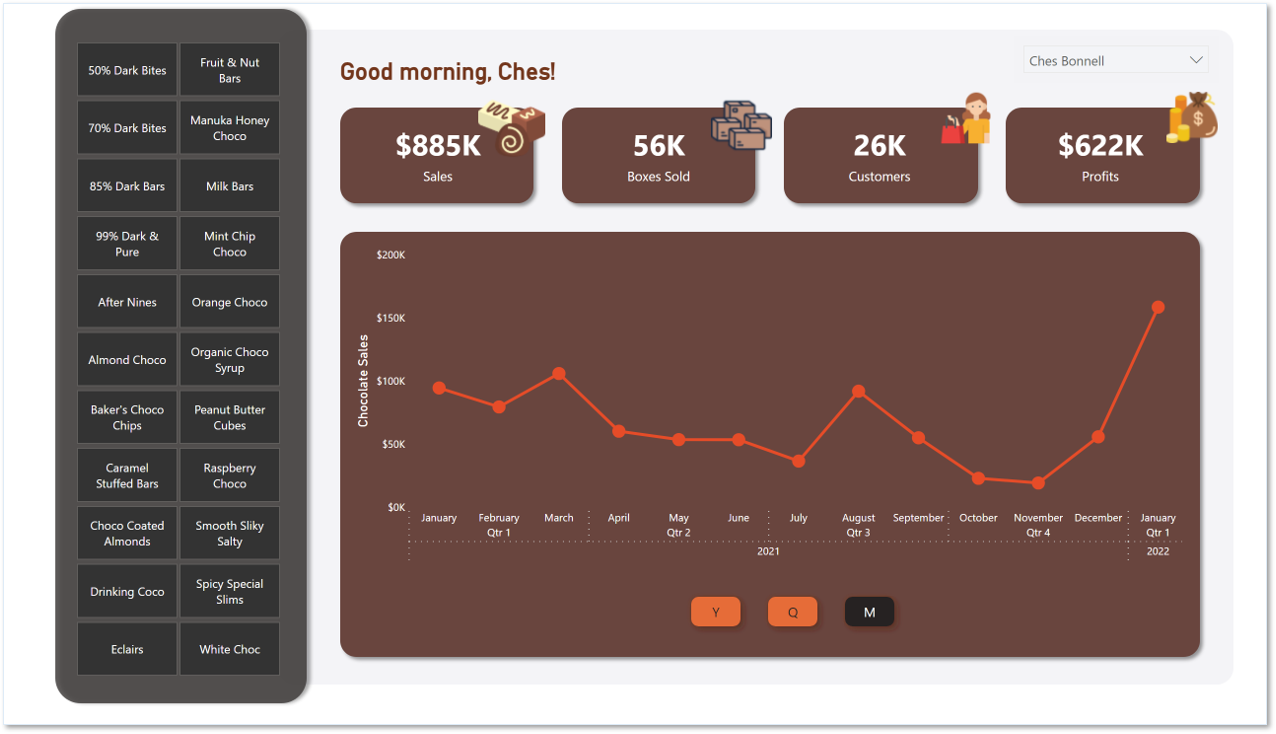 50% Dark Bites
Fruit & Nut
Bars
70% Dark Bites
Manuka Honey
Choco
85% Dark Bars
Milk Bars
99% Dark &
Pure
Mint Chip
Choco
After Nines
Orange Choco
Almond Choco
Organic Choco
Syrup
Baker's Choco
Chips
Peanut Butter
Cubes
Caramel
Stuffed Bars
Raspberry
Choco
Choco Coated
Almonds
Smooth Sliky
Salty
Drinking Coco
Spicy Special
Slims
Eclairs
White Choc
Good morning, Ches!
Ches Bonnell
$885K
Sales
56K
Boxes Sold
26K
Customers
$622K
Profits
Chocolate Sales
$200K
$150K
$100K
$50K
$0K
January February March April May June July August September October November December January
Qtr 1 Qtr 2 Qtr 3 Qtr 4 Qtr 1
2021 2022
Y Q M